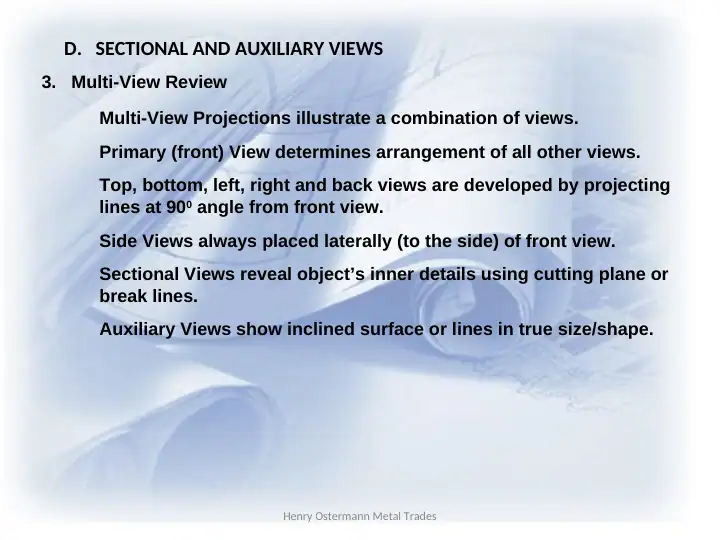 D. SECTIONAL AND AUXILIARY VIEWS
3. Multi-View Review
Multi-View Projections illustrate a combination of views.
Primary (front) View determines arrangement of all other views.
Top, bottom, left, right and back views are developed by projecting
lines at 90⁰ angle from front view.
Side Views always placed laterally (to the side) of front view.
Sectional Views reveal object’s inner details using cutting plane or
break lines.
Auxiliary Views show inclined surface or lines in true size/shape.
Henry Ostermann Metal Trades